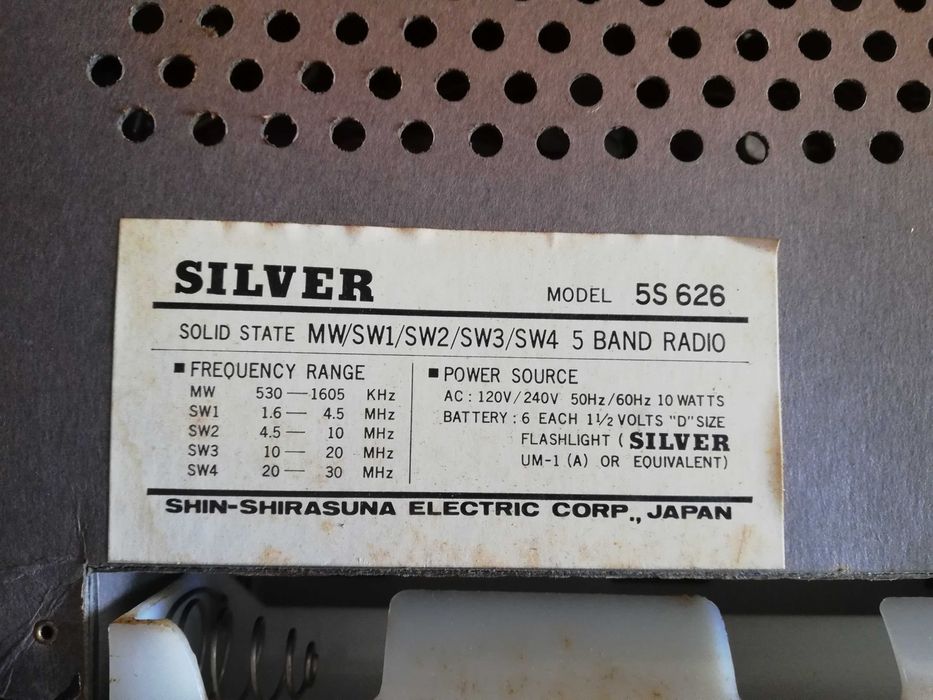 SILVER MODEL 5S 626
SOLID STATE MW/SW1/SW2/SW3/SW4 5 BAND RADIO
■ FREQUENCY RANGE
MW 530 — 1605 KHz
SW1 1.6 — 4.5 MHz
SW2 4.5 — 10 MHz
SW3 10 — 20 MHz
SW4 20 — 30 MHz
■ POWER SOURCE
AC : 120V/240V 50Hz/60Hz 10 WATTS
BATTERY : 6 EACH 1 1/2 VOLTS "D" SIZE
FLASHLIGHT ( SILVER
UM-1 (A) OR EQUIVALENT)
SHIN-SHIRASUNA ELECTRIC CORP., JAPAN